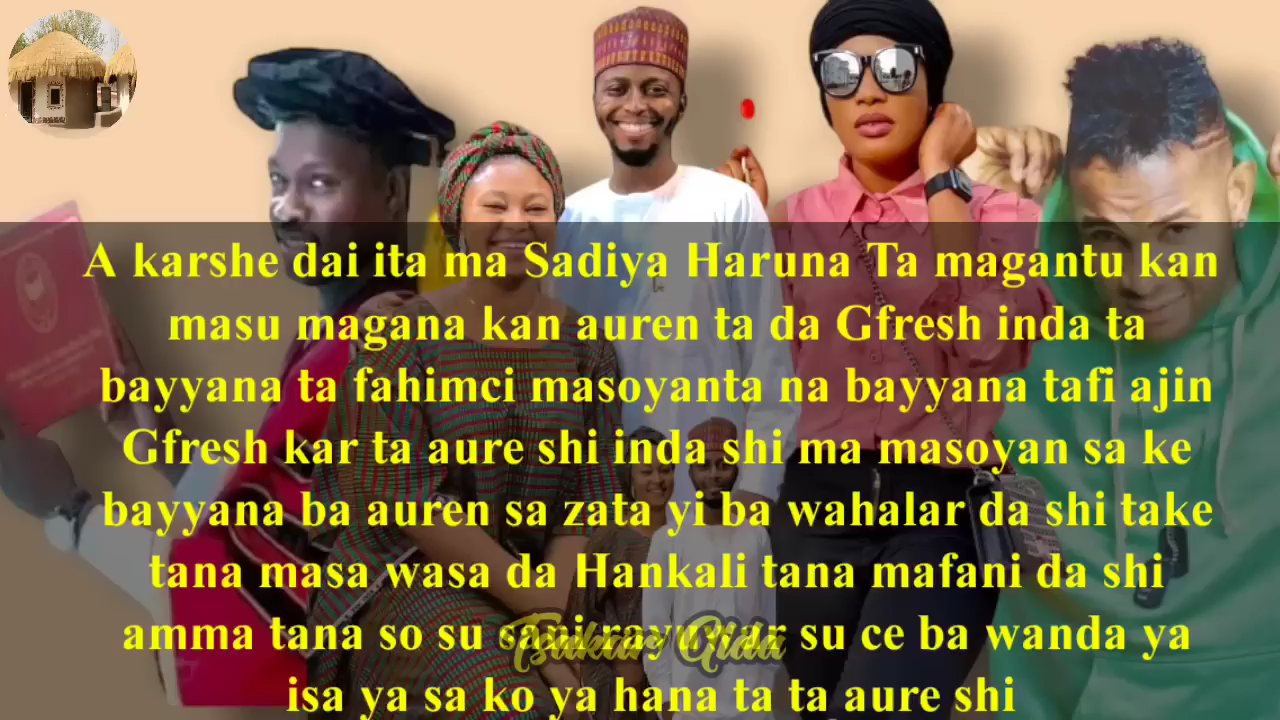 A karshe dai ita ma Sadiya Haruna Ta magantu kan
masu magana kan auren ta da Gfresh inda ta
bayyana ta fahimci masoyanta na bayyana tafi ajin
Gfresh kar ta aure shi inda shi ma masoyan sa ke
bayyana ba auren sa zata yi ba wahalar da shi take
tana masa wasa da Hankali tana mafani da shi
amma tana so su sani rayuwar su ce ba wanda ya
isa ya sa ko ya hana ta ta aure shi
Tsakar Gida